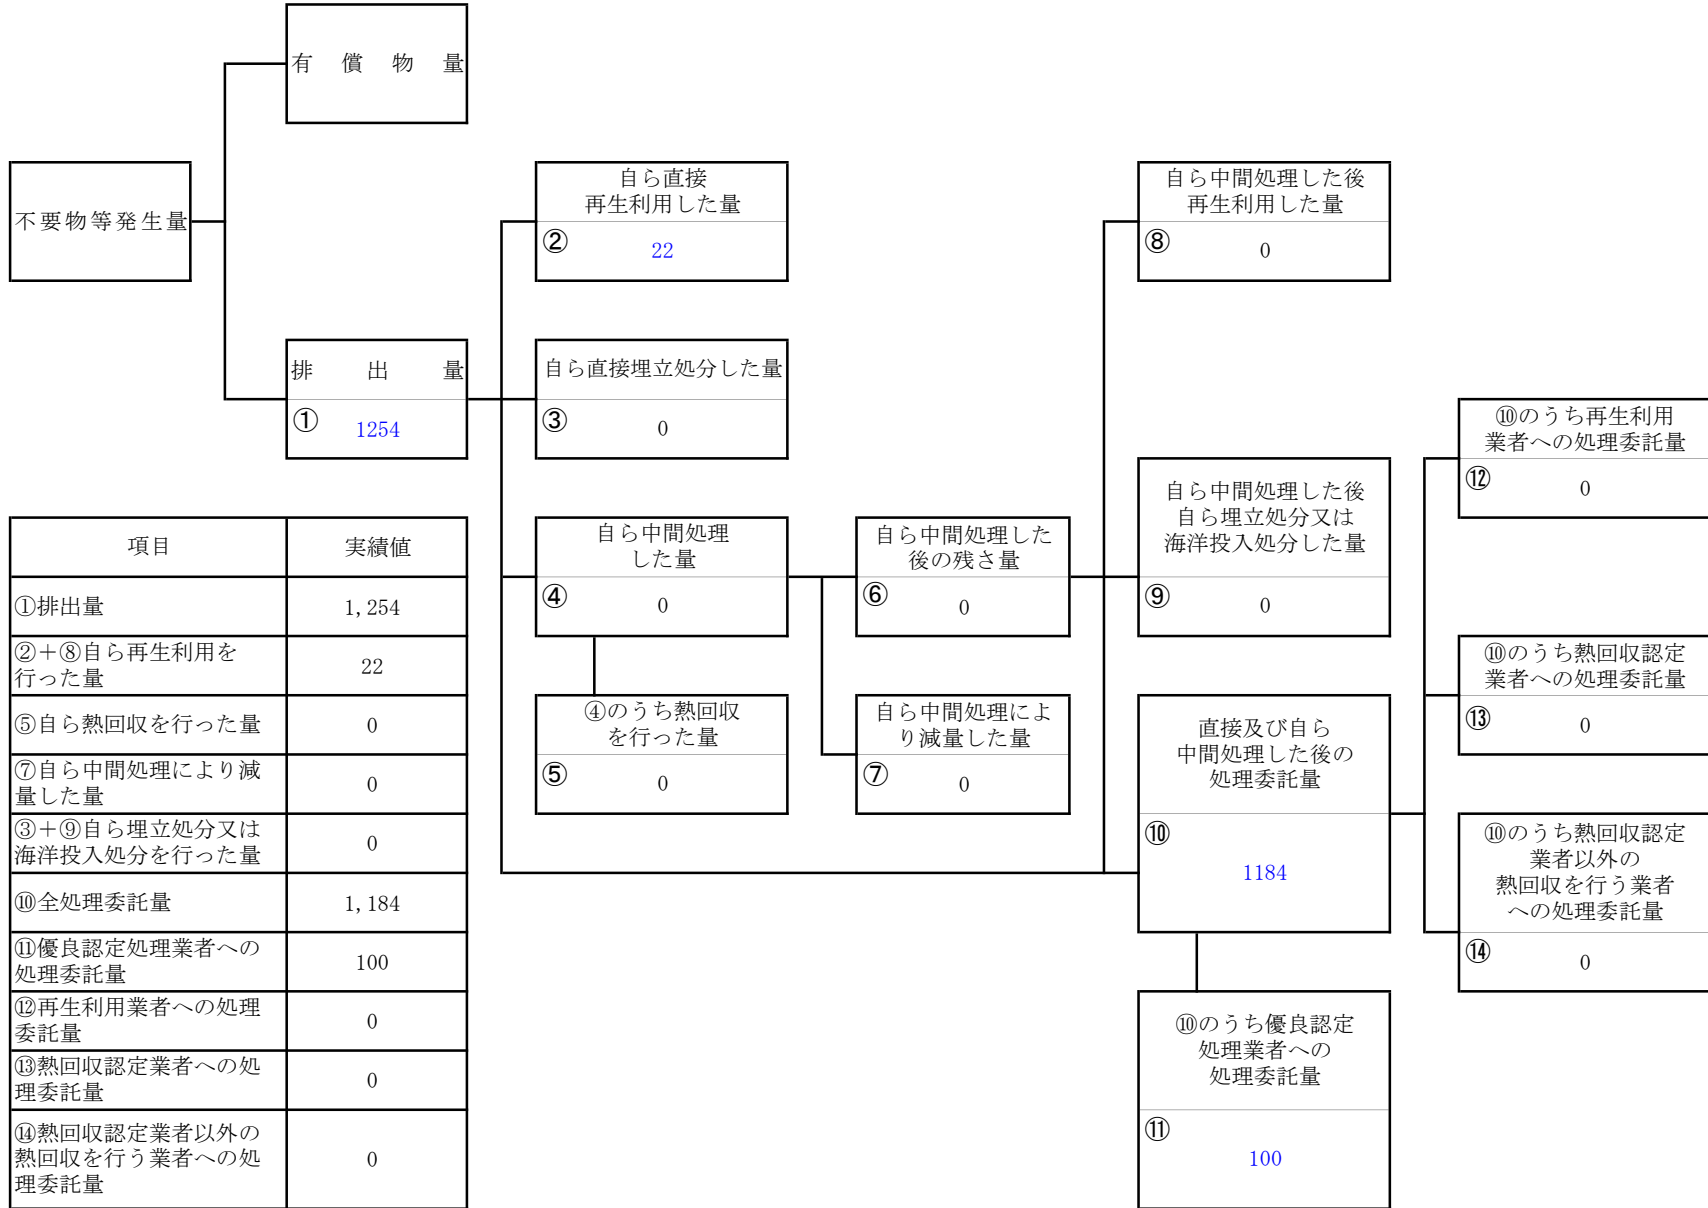 有償物量
不要物等発生量
自ら直接
再生利用した量
②
22
自ら中間処理した後
再生利用した量
⑧
0
排出量
①
1254
自ら直接埋立処分した量
③
0
⑩のうち再生利用
業者への処理委託量
⑫
0
自ら中間処理した後
自ら埋立処分又は
海洋投入処分した量
⑨
0
自ら中間処理
した量
④
0
自ら中間処理した
後の残さ量
⑥
0
⑩のうち熱回収認定
業者への処理委託量
⑬
0
④のうち熱回収
を行った量
⑤
0
自ら中間処理によ
り減量した量
⑦
0
直接及び自ら
中間処理した後の
処理委託量
⑩
1184
⑩のうち熱回収認定
業者以外の
熱回収を行う業者
への処理委託量
⑭
0
⑩のうち優良認定
処理業者への
処理委託量
⑪
100
項目 実績値
①排出量 1,254
②＋⑧自ら再生利用を
行った量 22
⑤自ら熱回収を行った量 0
⑦自ら中間処理により減
量した量 0
③＋⑨自ら埋立処分又は
海洋投入処分を行った量 0
⑩全処理委託量 1,184
⑪優良認定処理業者への
処理委託量 100
⑫再生利用業者への処理
委託量 0
⑬熱回収認定業者への処
理委託量 0
⑭熱回収認定業者以外の
熱回収を行う業者への処
理委託量 0